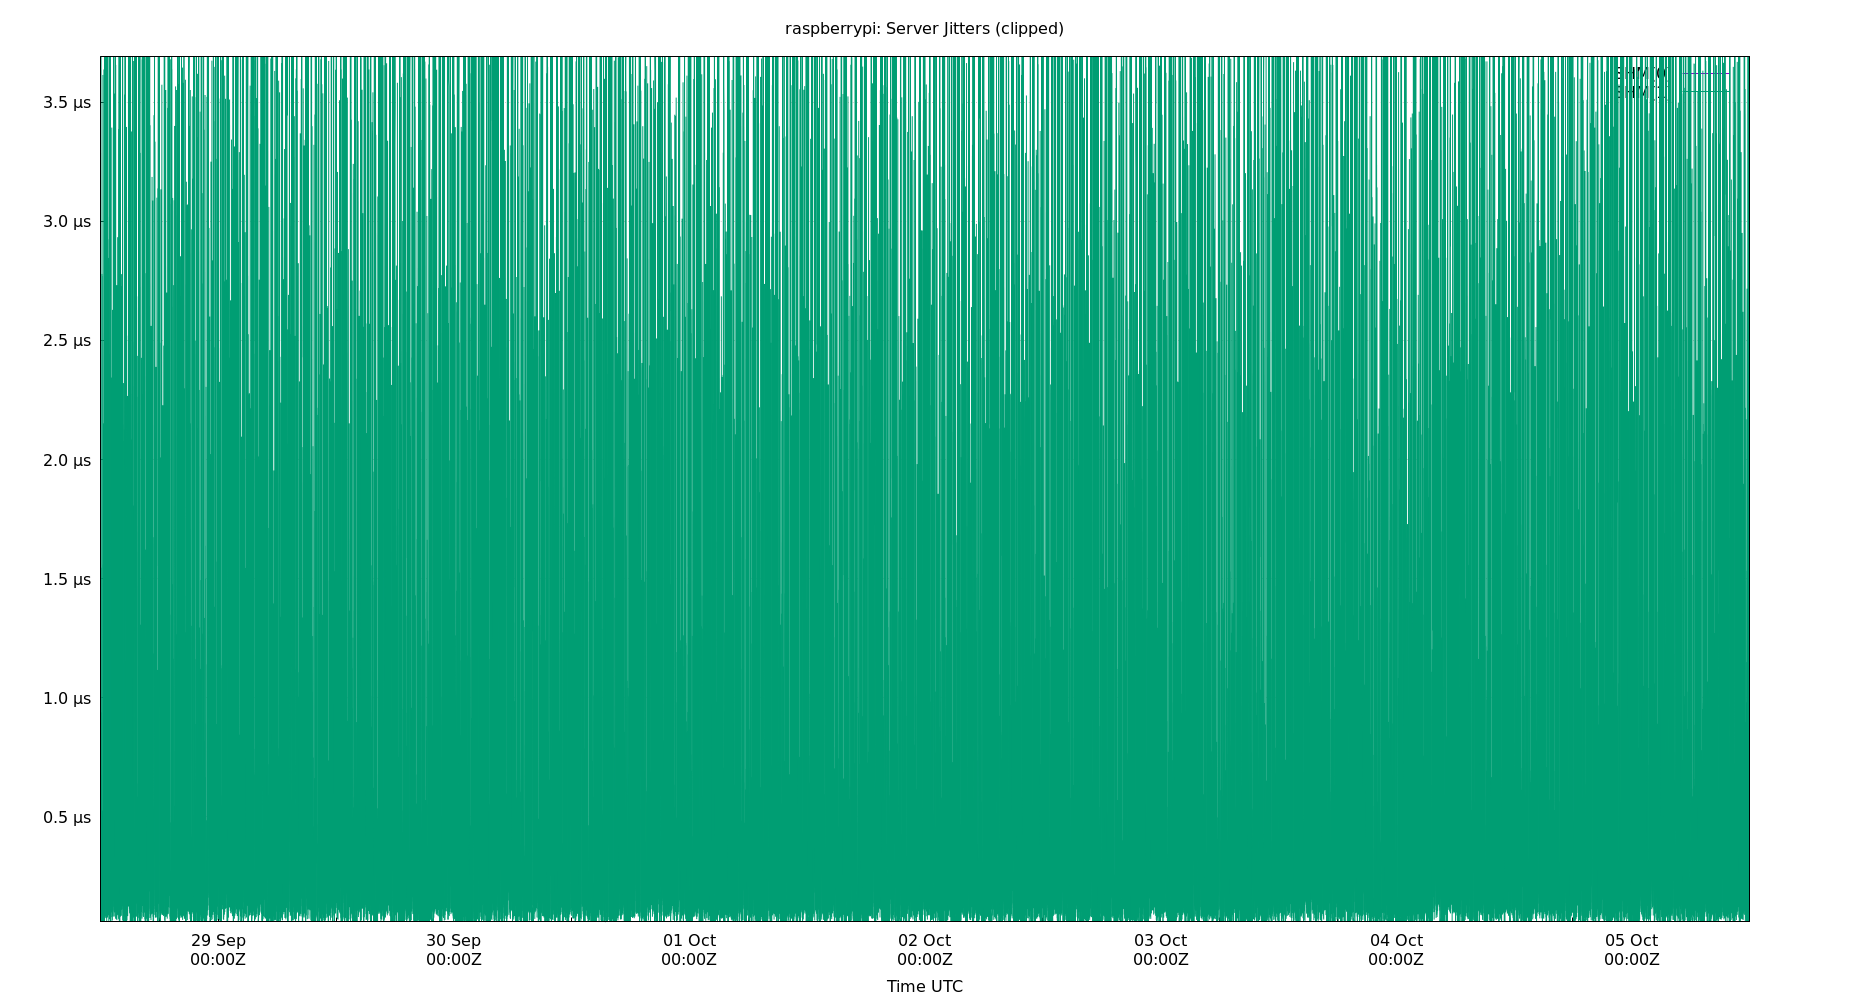 raspberrypi: Server Jitters (clipped)
3.5 µs
3.0 µs
2.5 µs
2.0 µs
1.5 µs
1.0 µs
0.5 µs
29 Sep
00:00Z
30 Sep
00:00Z
01 Oct
00:00Z
02 Oct
00:00Z
03 Oct
00:00Z
04 Oct
00:00Z
05 Oct
00:00Z
Time UTC